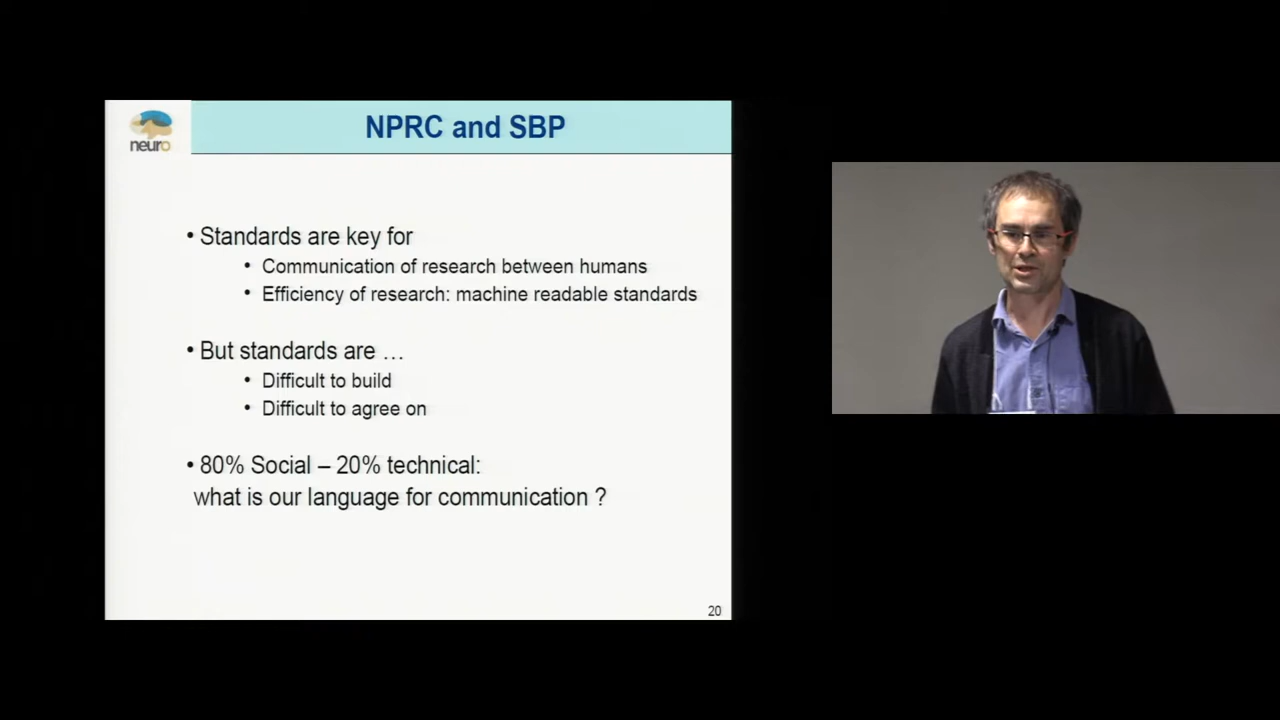 neuro
NPRC and SBP
• Standards are key for
• Communication of research between humans
• Efficiency of research: machine readable standards
• But standards are …
• Difficult to build
• Difficult to agree on
• 80% Social – 20% technical:
what is our language for communication ?
20